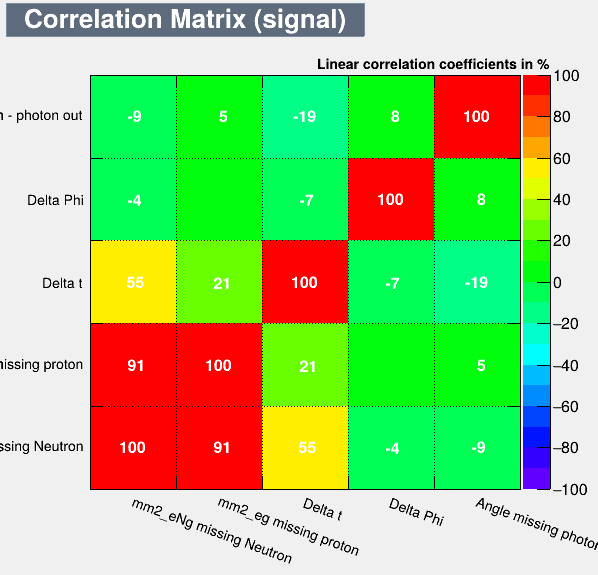 Correlation Matrix (signal)
Linear correlation coefficients in %
- photon out -9 5 -19 8 100
Delta Phi -4 -7 100 8
Delta t 55 21 100 -7 -19
missing proton 91 100 21 5
missing Neutron 100 91 55 -4 -9
100
80
60
40
20
0
−20
−40
−60
−80
−100
mm2_eNg missing Neutron
mm2_eg missing proton
Delta t
Delta Phi
Angle missing photon